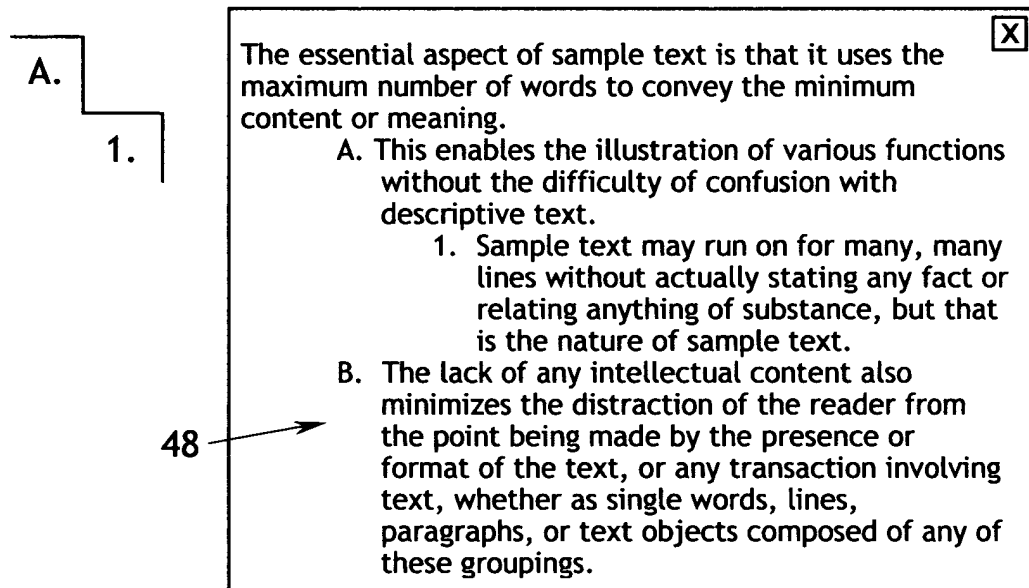 A.
1.
X
The essential aspect of sample text is that it uses the
maximum number of words to convey the minimum
content or meaning.
A. This enables the illustration of various functions
without the difficulty of confusion with
descriptive text.
1. Sample text may run on for many, many
lines without actually stating any fact or
relating anything of substance, but that
is the nature of sample text.
B. The lack of any intellectual content also
minimizes the distraction of the reader from
the point being made by the presence or
format of the text, or any transaction involving
text, whether as single words, lines,
paragraphs, or text objects composed of any of
these groupings.
48